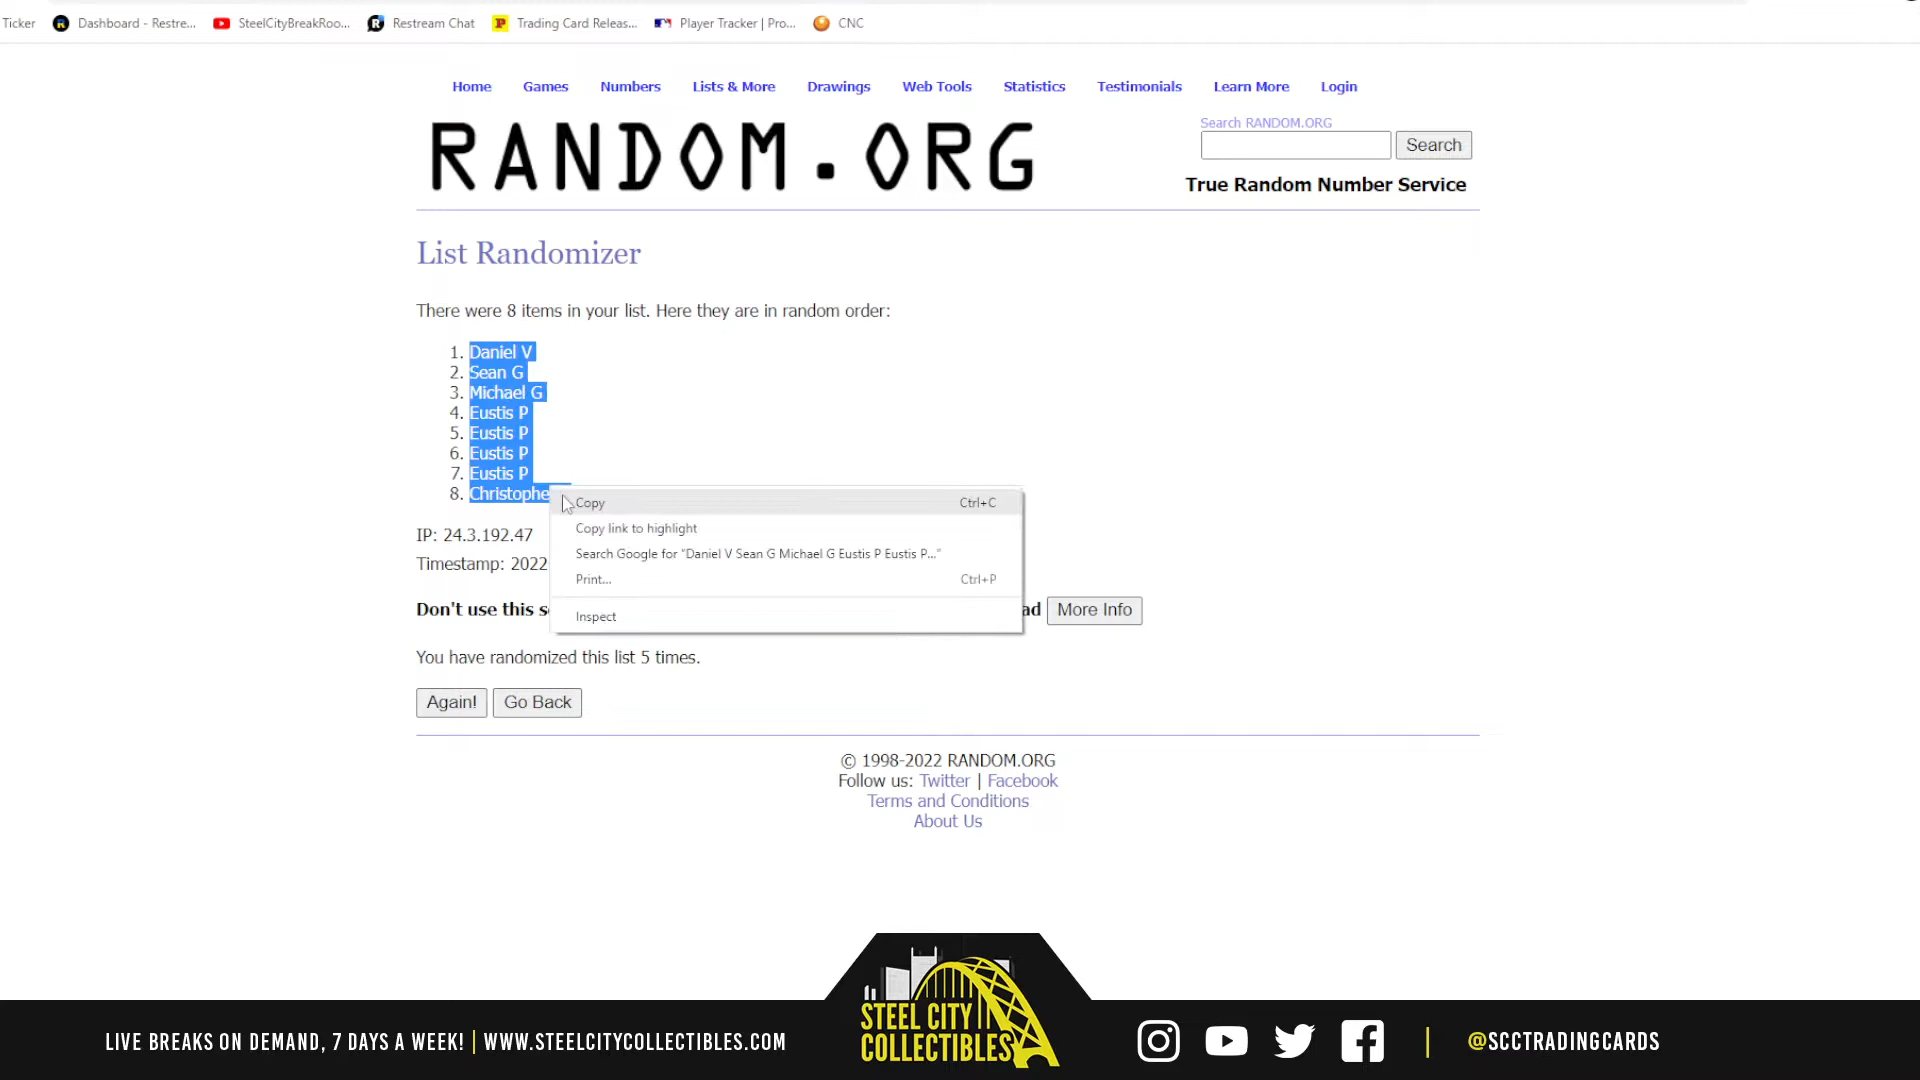 Ticker Dashboard - Restre... SteelCityBreakRoo... Restream Chat Trading Card Releas... Player Tracker | Pro... CNC
Home Games Numbers Lists & More Drawings Web Tools Statistics Testimonials Learn More Login
RANDOM.ORG
Search RANDOM.ORG
Search
True Random Number Service
List Randomizer
There were 8 items in your list. Here they are in random order:
1. Daniel V
2. Sean G
3. Michael G
4. Eustis P
5. Eustis P
6. Eustis P
7. Eustis P
8. Christophe
Copy Ctrl+C
Copy link to highlight
Search Google for "Daniel V Sean G Michael G Eustis P Eustis P..."
Print... Ctrl+P
Inspect
IP: 24.3.192.47
Timestamp: 2022
Don't use this More Info
You have randomized this list 5 times.
Again! Go Back
© 1998-2022 RANDOM.ORG
Follow us: Twitter | Facebook
Terms and Conditions
About Us
LIVE BREAKS ON DEMAND, 7 DAYS A WEEK! | WWW.STEELCITYCOLLECTIBLES.COM
STEEL CITY
COLLECTIBLES
| @SCCTRADINGCARDS